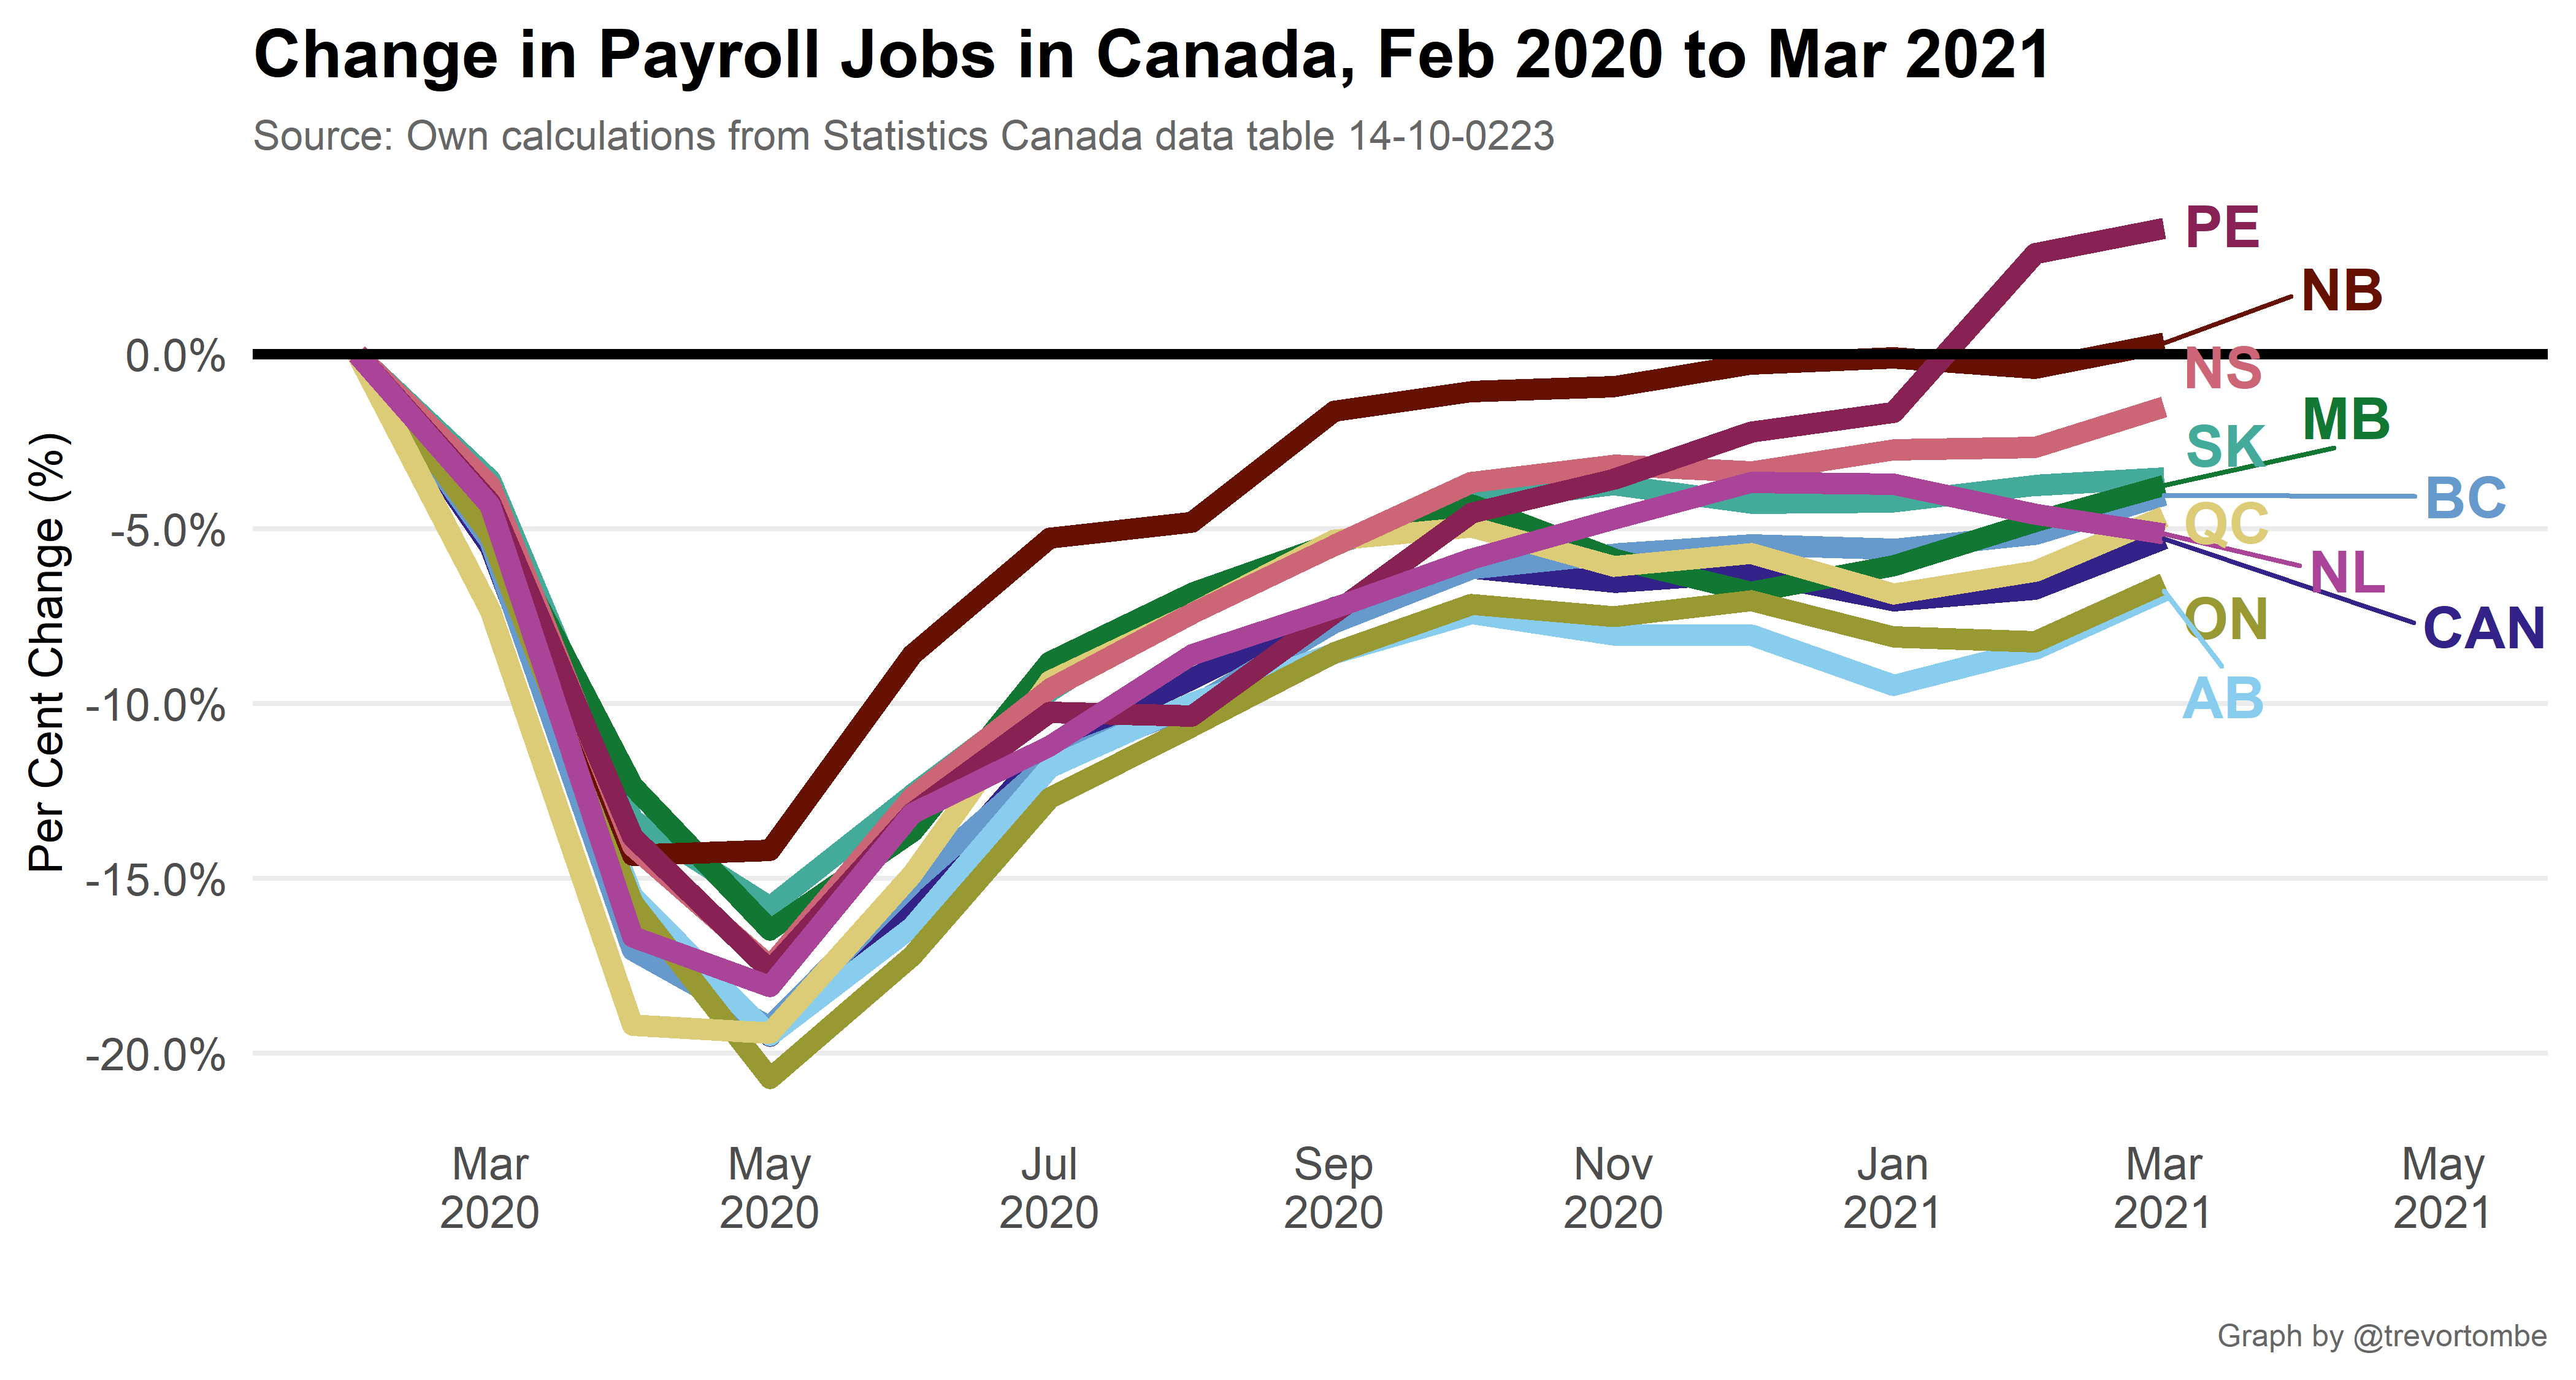 Change in Payroll Jobs in Canada, Feb 2020 to Mar 2021
Source: Own calculations from Statistics Canada data table 14-10-0223
Per Cent Change (%)
0.0%
-5.0%
-10.0%
-15.0%
-20.0%
PE
NB
NS
MB
SK
BC
QC
NL
ON
CAN
AB
Mar
2020
May
2020
Jul
2020
Sep
2020
Nov
2020
Jan
2021
Mar
2021
May
2021
Graph by @trevortombe